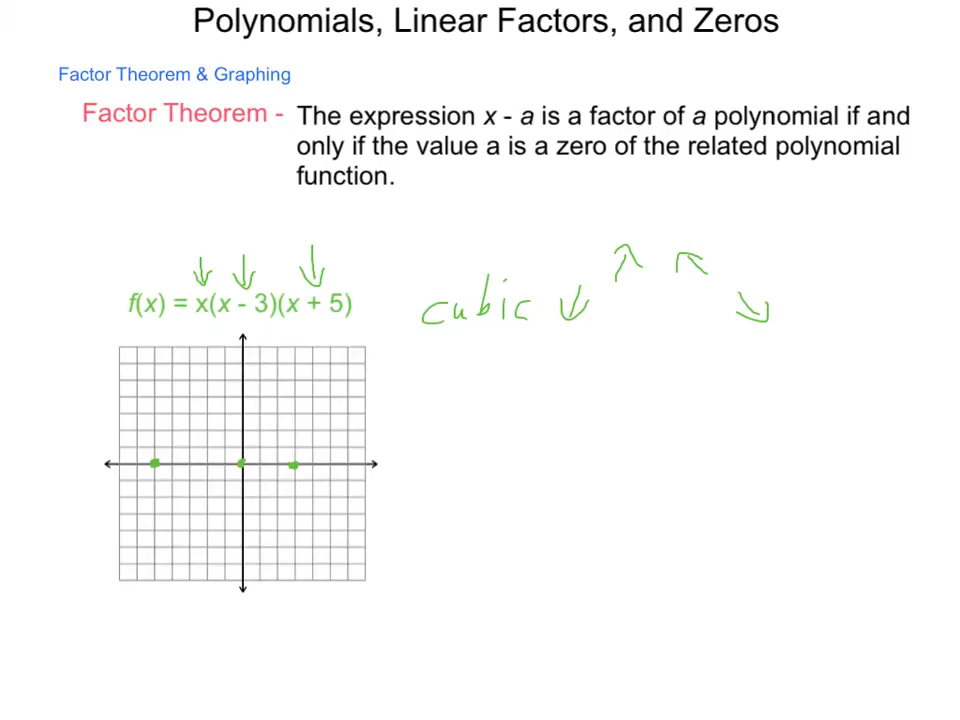 Polynomials, Linear Factors, and Zeros
Factor Theorem & Graphing
Factor Theorem - The expression x - a is a factor of a polynomial if and
only if the value a is a zero of the related polynomial
function.
f(x) = x(x - 3)(x + 5) cubic